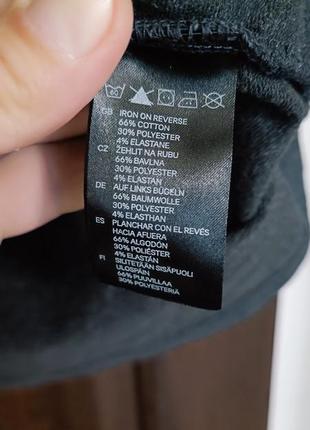 GB IRON ON REVERSE
66% COTTON
30% POLYESTER
4% ELASTANE
CZ ŽEHLIT NA RUBU
66% BAVLNA
30% POLYESTER
4% ELASTAN
DE AUF LINKS BÜGELN
66% BAUMWOLLE
30% POLYESTER
4% ELASTHAN
ES PLANCHAR CON EL REVÉS
HACIA AFUERA
66% ALGODÓN
30% POLIÉSTER
4% ELASTÁN
FI SILITETÄÄN SISÄPUOLI
ULOSPÄIN
66% PUUVILLAA
30% POLYESTERIÄ